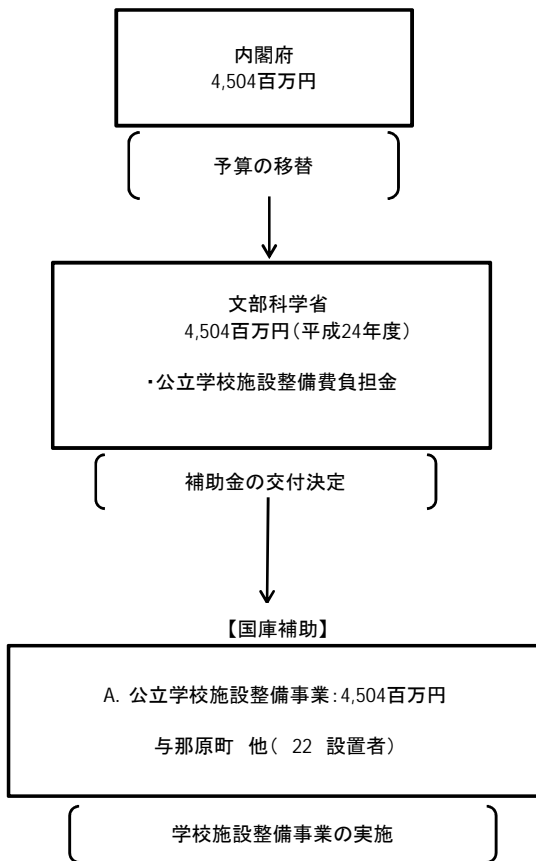 内閣府
4,504百万円
予算の移替
文部科学省
4,504百万円(平成24年度)
・公立学校施設整備費負担金
補助金の交付決定
【国庫補助】
A. 公立学校施設整備事業:4,504百万円
与那原町 他( 22 設置者)
学校施設整備事業の実施